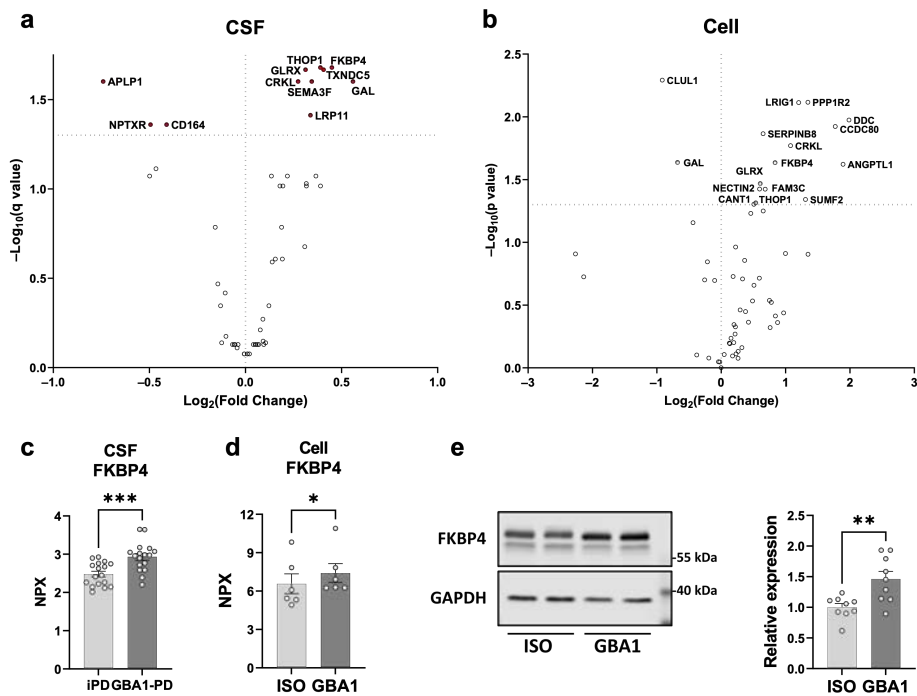 a
CSF
−Log10(q value)
1.5
1.0
0.5
0.0
−1.0
−0.5
0.0
0.5
1.0
Log2(Fold Change)
APLP1
NPTXR
CD164
THOP1
FKBP4
GLRX
TXNDC5
CRKL
SEMA3F
GAL
LRP11
b
Cell
−Log10(p value)
2.5
2.0
1.5
1.0
0.5
0.0
−3
−2
−1
0
1
2
3
Log2(Fold Change)
CLUL1
LRIG1
PPP1R2
DDC
CCDC80
SERPINB8
CRKL
GAL
FKBP4
ANGPTL1
GLRX
NECTIN2
FAM3C
CANT1
THOP1
SUMF2
c
CSF
FKBP4
***
NPX
4
3
2
1
0
iPD GBA1-PD
d
Cell
FKBP4
*
NPX
12
9
6
3
0
ISO GBA1
e
FKBP4
-55 kDa
GAPDH
-40 kDa
ISO
GBA1
**
Relative expression
2.5
2.0
1.5
1.0
0.5
0.0
ISO GBA1